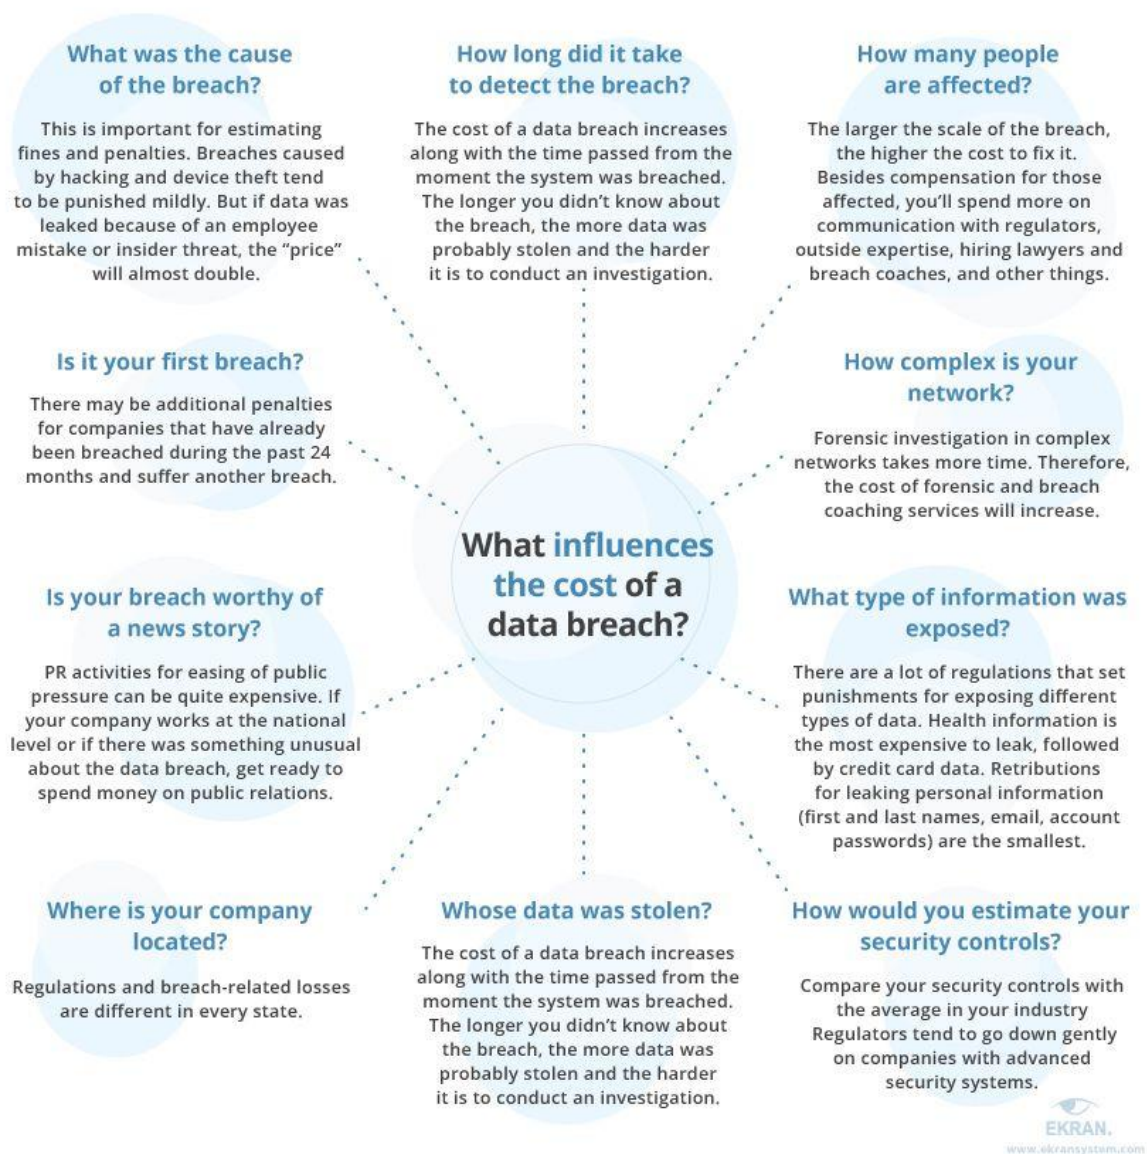 What was the cause
of the breach?
This is important for estimating
fines and penalties. Breaches caused
by hacking and device theft tend
to be punished mildly. But if data was
leaked because of an employee
mistake or insider threat, the “price”
will almost double.
How long did it take
to detect the breach?
The cost of a data breach increases
along with the time passed from the
moment the system was breached.
The longer you didn’t know about
the breach, the more data was
probably stolen and the harder
it is to conduct an investigation.
How many people
are affected?
The larger the scale of the breach,
the higher the cost to fix it.
Besides compensation for those
affected, you’ll spend more on
communication with regulators,
outside expertise, hiring lawyers and
breach coaches, and other things.
Is it your first breach?
There may be additional penalties
for companies that have already
been breached during the past 24
months and suffer another breach.
How complex is your
network?
Forensic investigation in complex
networks takes more time. Therefore,
the cost of forensic and breach
coaching services will increase.
What influences
the cost of a
data breach?
Is your breach worthy of
a news story?
PR activities for easing of public
pressure can be quite expensive. If
your company works at the national
level or if there was something unusual
about the data breach, get ready to
spend money on public relations.
What type of information was
exposed?
There are a lot of regulations that set
punishments for exposing different
types of data. Health information is
the most expensive to leak, followed
by credit card data. Retributions
for leaking personal information
(first and last names, email, account
passwords) are the smallest.
Where is your company
located?
Regulations and breach-related losses
are different in every state.
Whose data was stolen?
The cost of a data breach increases
along with the time passed from the
moment the system was breached.
The longer you didn’t know about
the breach, the more data was
probably stolen and the harder
it is to conduct an investigation.
How would you estimate your
security controls?
Compare your security controls with
the average in your industry
Regulators tend to go down gently
on companies with advanced
security systems.
EKRAN.
www.ekransystem.com